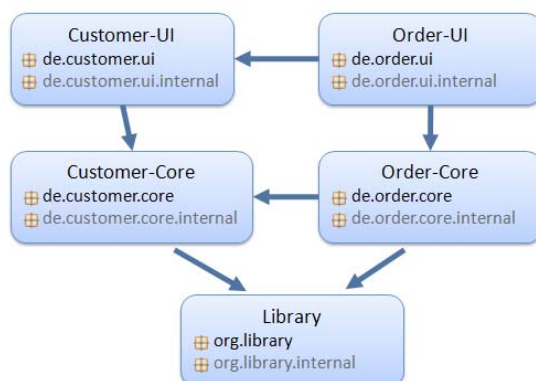 Customer-UI
de.customer.ui
de.customer.ui.internal
Order-UI
de.order.ui
de.order.ui.internal
Customer-Core
de.customer.core
de.customer.core.internal
Order-Core
de.order.core
de.order.core.internal
Library
org.library
org.library.internal